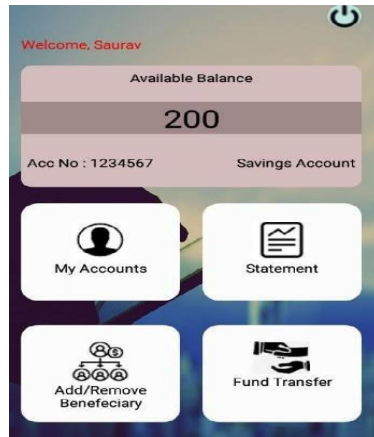 Welcome, Saurav
Available Balance
200
Acc No : 1234567 Savings Account
My Accounts
Statement
Add/Remove
Benefeciary
Fund Transfer